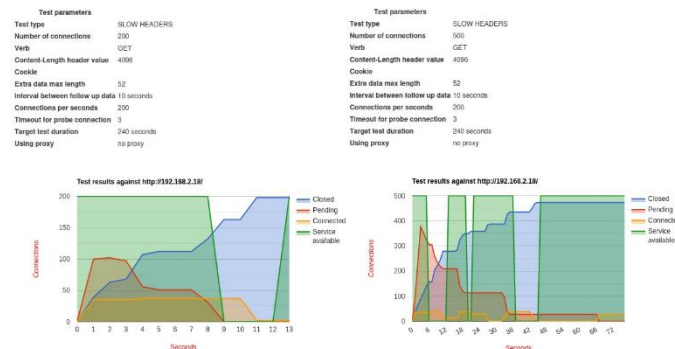 Test parameters
Test type SLOW HEADERS
Number of connections 200
Verb GET
Content-Length header value 4096
Cookie
Extra data max length 52
Interval between follow up data 10 seconds
Connections per seconds 200
Timeout for probe connection 3
Target test duration 240 seconds
Using proxy no proxy
Test results against http://192.168.2.18/
200
150
100
50
0
Connections
0 1 2 3 4 5 6 7 8 9 10 11 12 13
Seconds
Closed
Pending
Connected
Service
available
Test parameters
Test type SLOW HEADERS
Number of connections 500
Verb GET
Content-Length header value 4096
Cookie
Extra data max length 52
Interval between follow up data 10 seconds
Connections per seconds 200
Timeout for probe connection 3
Target test duration 240 seconds
Using proxy no proxy
Test results against http://192.168.2.18/
500
400
300
200
100
0
Connections
0 6 12 18 24 30 36 42 48 54 60 66 72
Seconds
Closed
Pending
Connecte
Service
available